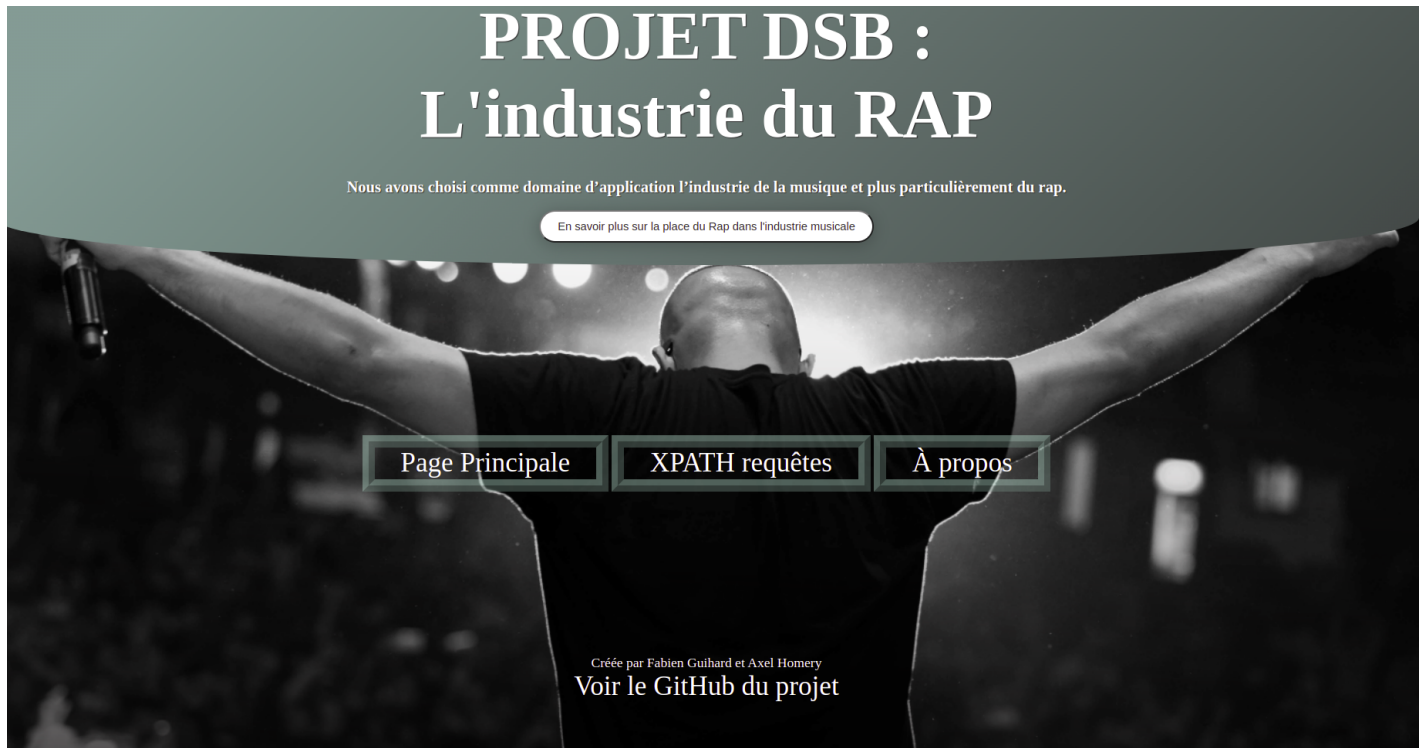 PROJET DSB :
L'industrie du RAP
Nous avons choisi comme domaine d’application l’industrie de la musique et plus particulièrement du rap.
En savoir plus sur la place du Rap dans l'industrie musicale
Page Principale
XPATH requêtes
À propos
Créée par Fabien Guihard et Axel Homery
Voir le GitHub du projet